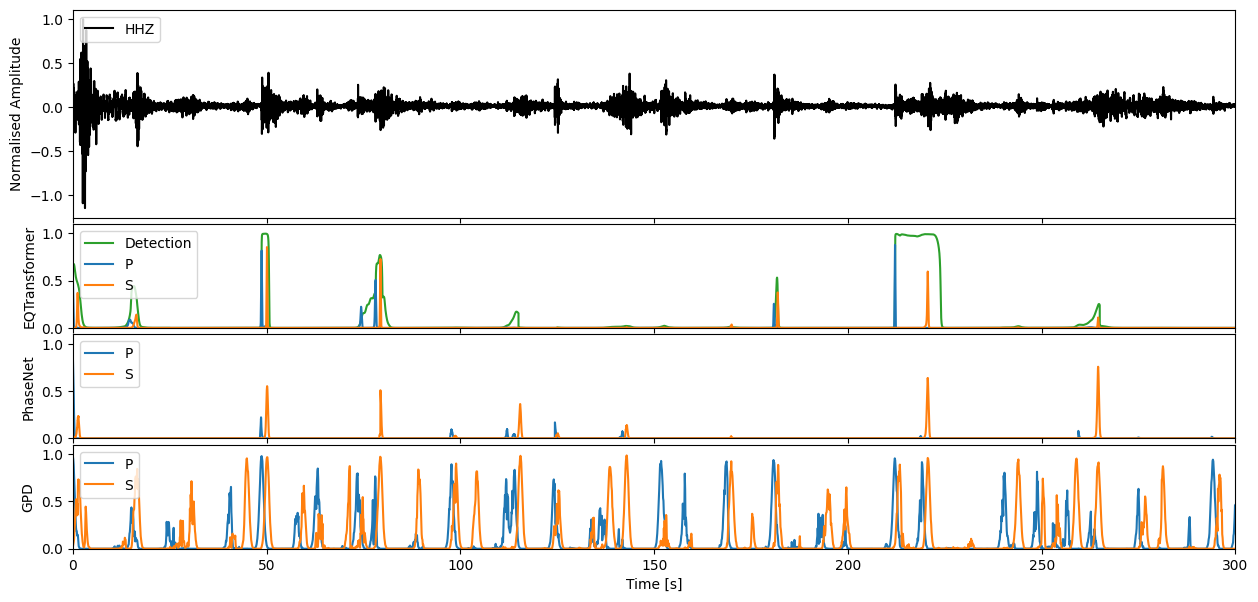 1.0
0.5
0.0
−0.5
−1.0
Normalised Amplitude
HHZ
1.0
0.5
0.0
EQTransformer
Detection
P
S
1.0
0.5
0.0
PhaseNet
P
S
1.0
0.5
0.0
GPD
P
S
0 50 100 150 200 250 300
Time [s]